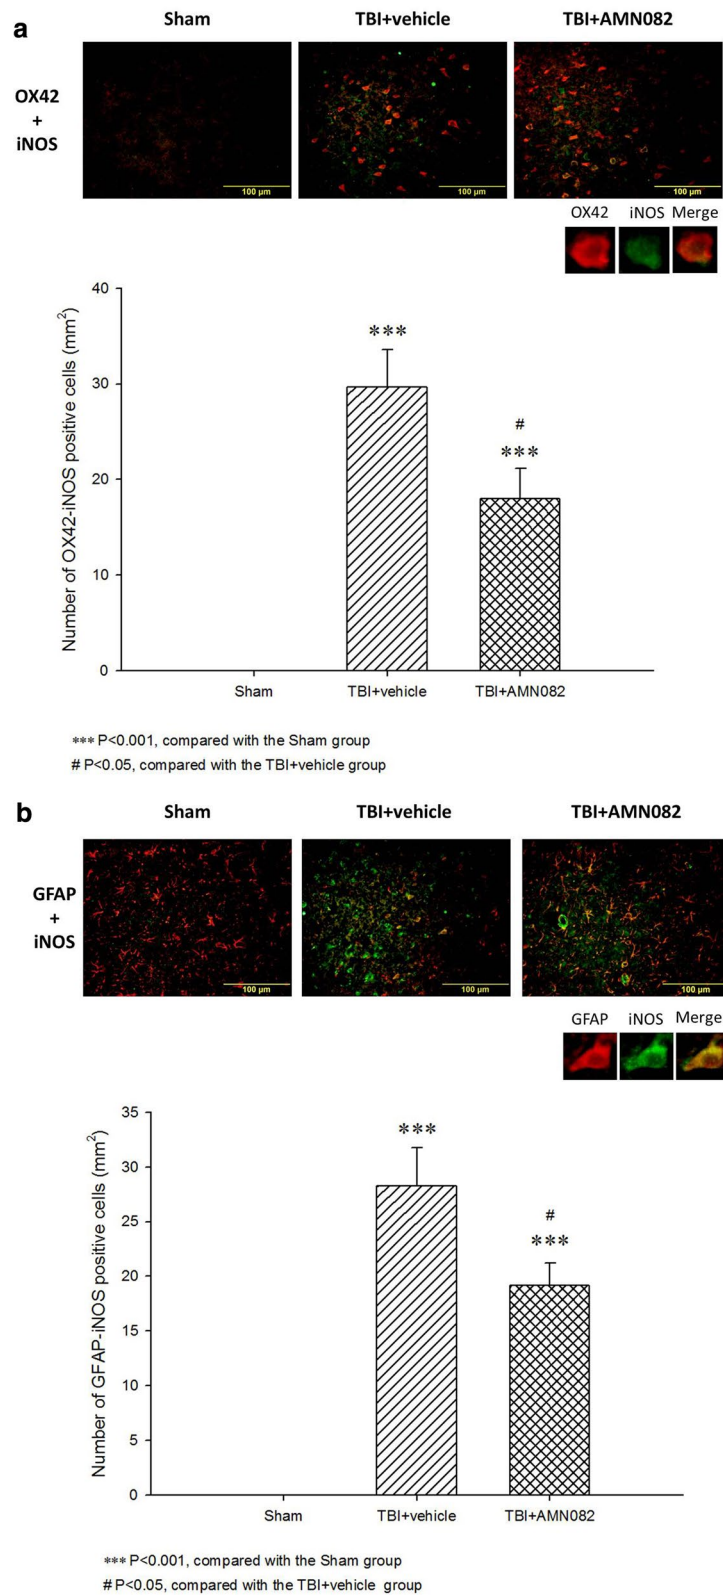 a
Sham TBI+vehicle TBI+AMN082
OX42
+
iNOS
100 µm 100 µm 100 µm
OX42 iNOS Merge
Number of OX42-iNOS positive cells (mm²)
40
30
20
10
0
***
#
***
Sham TBI+vehicle TBI+AMN082
*** P<0.001, compared with the Sham group
# P<0.05, compared with the TBI+vehicle group
b
Sham TBI+vehicle TBI+AMN082
GFAP
+
iNOS
100 µm 100 µm 100 µm
GFAP iNOS Merge
Number of GFAP-iNOS positive cells (mm²)
35
30
25
20
15
10
5
0
***
#
***
Sham TBI+vehicle TBI+AMN082
*** P<0.001, compared with the Sham group
# P<0.05, compared with the TBI+vehicle group